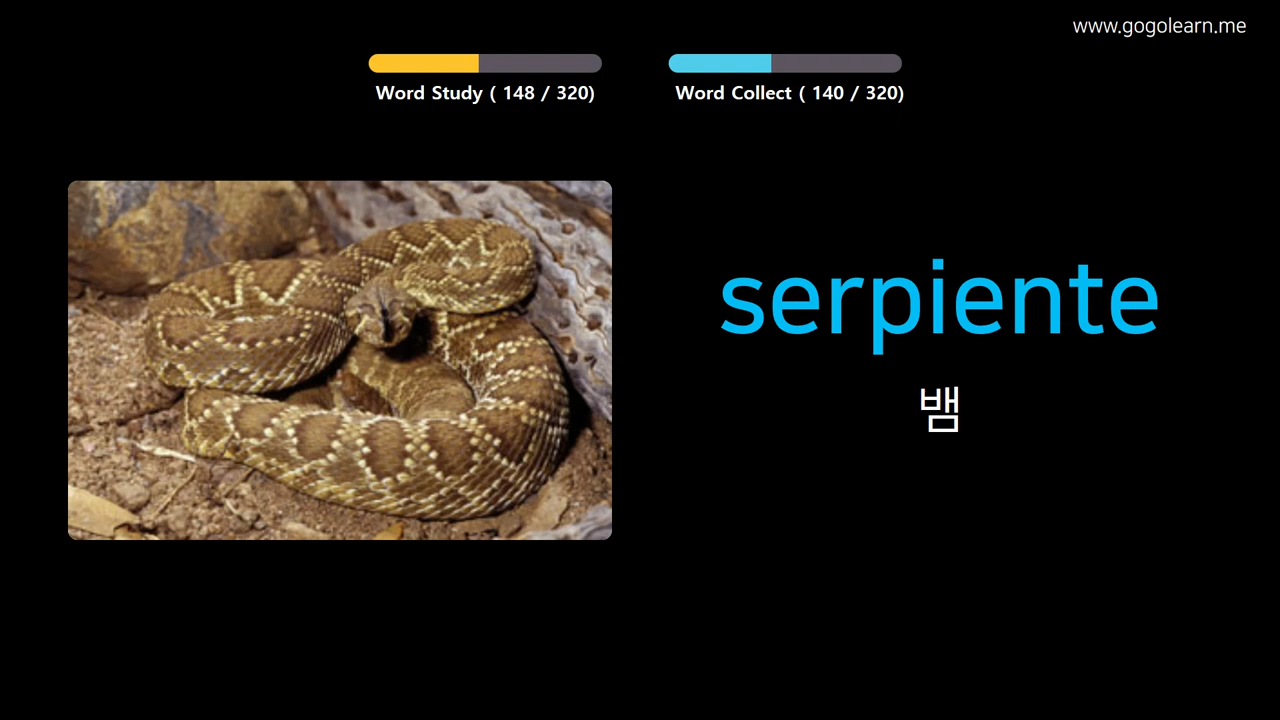 www.gogolearn.me
Word Study ( 148 / 320)
Word Collect ( 140 / 320)
serpiente
뱀